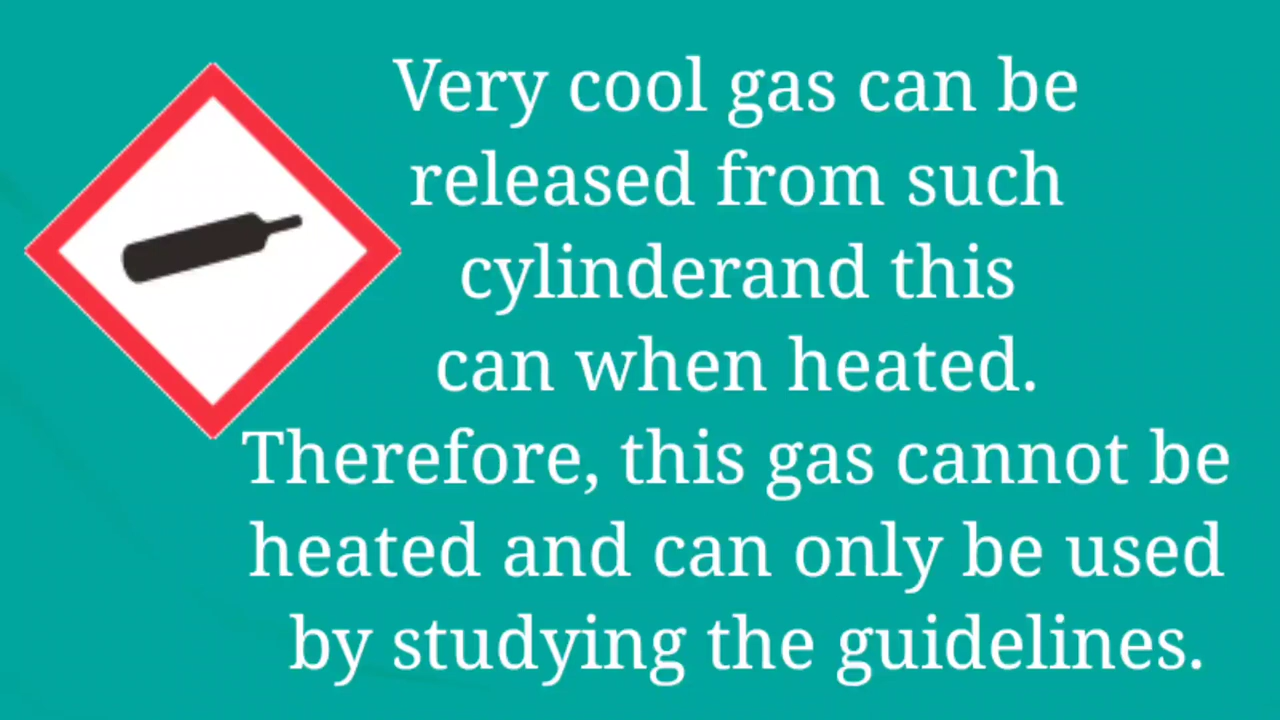 Very cool gas can be
released from such
cylinderand this
can when heated.
Therefore, this gas cannot be
heated and can only be used
by studying the guidelines.